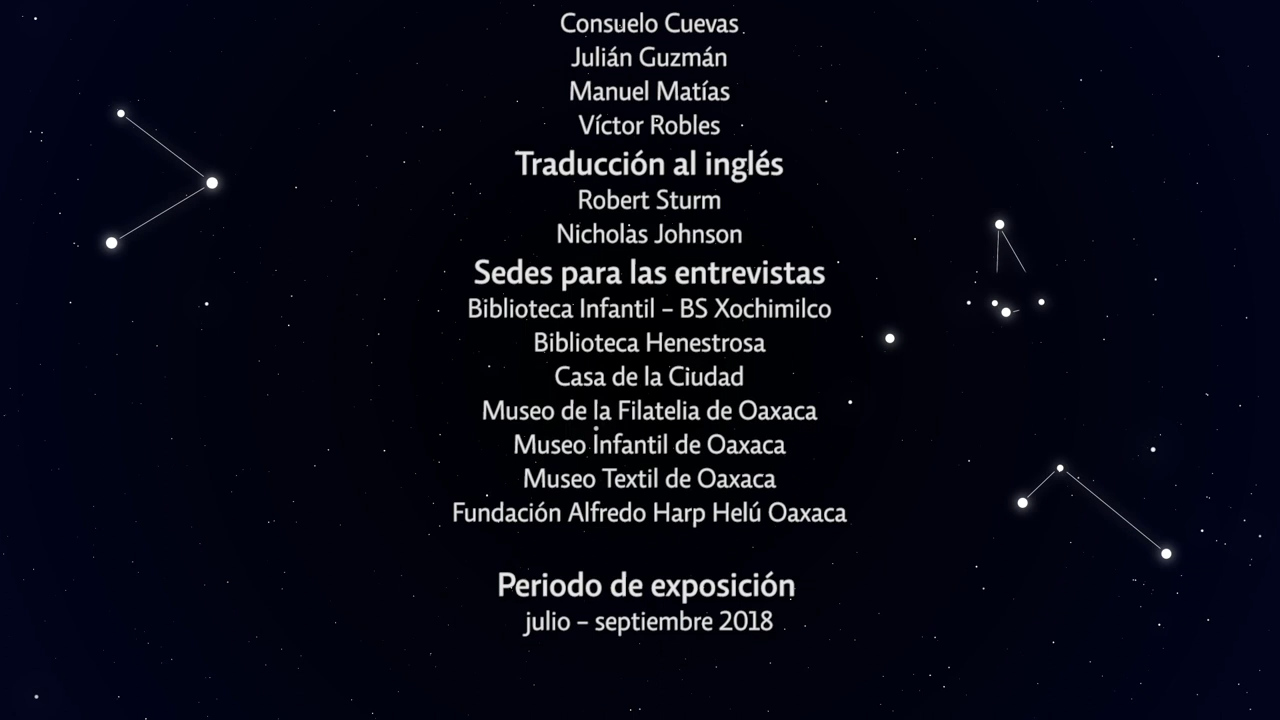 Consuelo Cuevas
Julián Guzmán
Manuel Matías
Víctor Robles
Traducción al inglés
Robert Sturm
Nicholas Johnson
Sedes para las entrevistas
Biblioteca Infantil – BS Xochimilco
Biblioteca Henestrosa
Casa de la Ciudad
Museo de la Filatelia de Oaxaca
Museo Infantil de Oaxaca
Museo Textil de Oaxaca
Fundación Alfredo Harp Helú Oaxaca
Periodo de exposición
julio – septiembre 2018